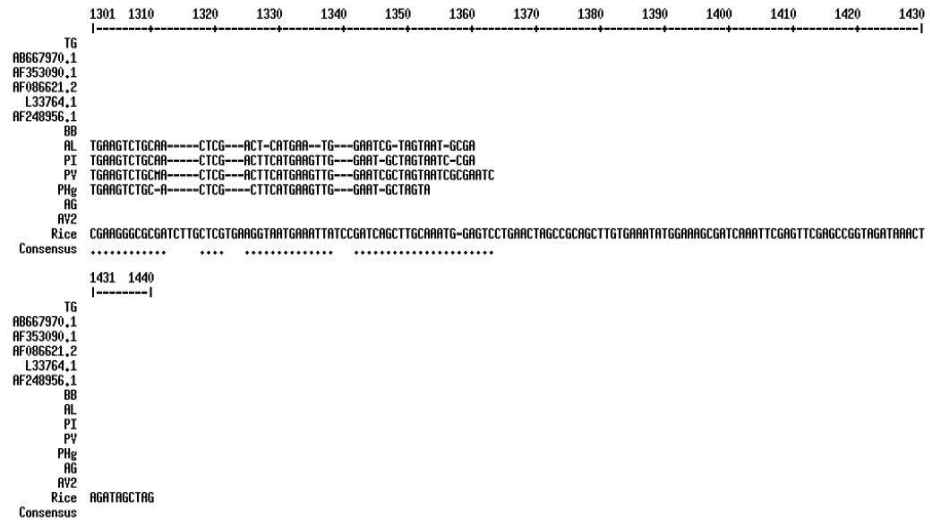 1301 1310 1320 1330 1340 1350 1360 1370 1380 1390 1400 1410 1420 1430
|--------+---------+---------+---------+---------+---------+---------+---------+---------+---------+---------+---------+---------|
TG
AB667970.1
AF353090.1
AF086621.2
L33764.1
AF248956.1
BB
AL TGAAGTCTGCAA-----CTCG---ACT-CATGAA--TG---GAATCG-TAGTAAT-GCGA
PI TGAAGTCTGCAA-----CTCG---ACTTCATGAAGTTG---GAAT-GCTAGTAATC-CGA
PV TGAAGTCTGCMA-----CTCG---ACTTCATGAAGTTG---GAATCGCTAGTAATCGCGAATC
PHg TGAAGTCTGC-A-----CTCG----CTTCATGAAGTTG---GAAT-GCTAGTA
AG
AV2
Rice CGAAGGGCGCGATCTTGCTCGTGAAGGTAATGAAATTATCCGATCAGCTTGCAAATG-GAGTCCTGAACTAGCCGCAGCTTGTGAAATATGGAAAGCGATCAAATTCGAGTTCGAGCCGGTAGATAAACT
Consensus ............ .... .............. ......................
1431 1440
|--------|
TG
AB667970.1
AF353090.1
AF086621.2
L33764.1
AF248956.1
BB
AL
PI
PV
PHg
AG
AV2
Rice AGATAGCTAG
Consensus